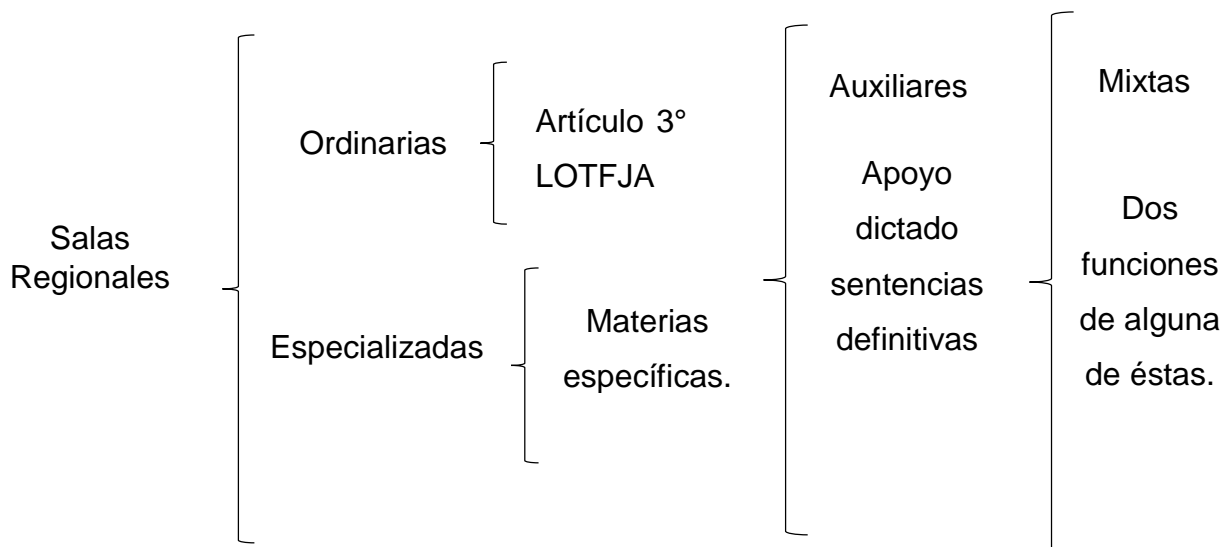 Salas
Regionales
Ordinarias
Artículo 3°
LOTFJA
Especializadas
Materias
específicas.
Auxiliares
Apoyo
dictado
sentencias
definitivas
Mixtas
Dos
funciones
de alguna
de éstas.